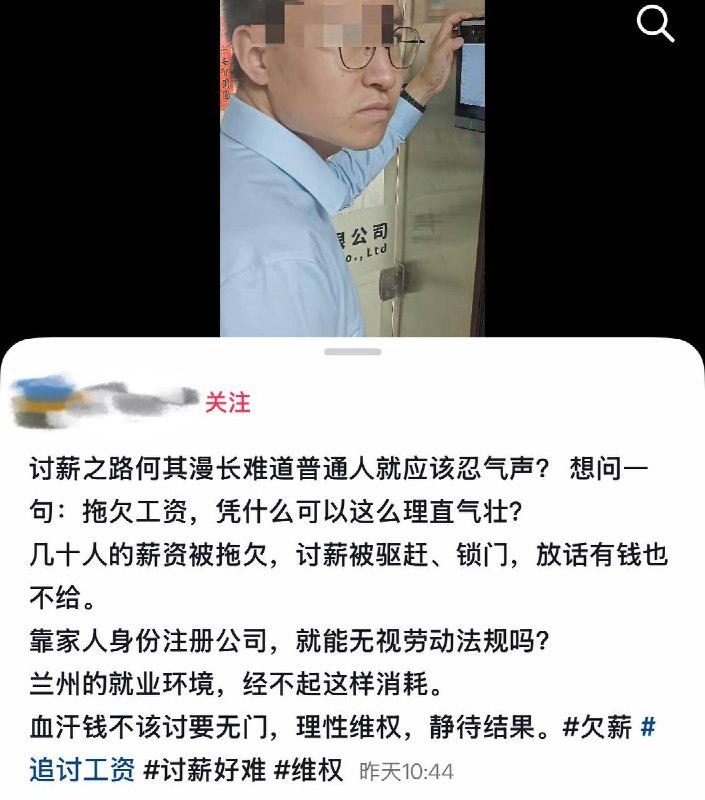 限公司
o., Ltd
关注
讨薪之路何其漫长难道普通人就应该忍气声？ 想问一
句：拖欠工资，凭什么可以这么理直气壮？
几十人的薪资被拖欠，讨薪被驱赶、锁门，放话有钱也
不给。
靠家人身份注册公司，就能无视劳动法规吗？
兰州的就业环境，经不起这样消耗。
血汗钱不该讨要无门，理性维权，静待结果。#欠薪 #
追讨工资 #讨薪好难 #维权 昨天10:44